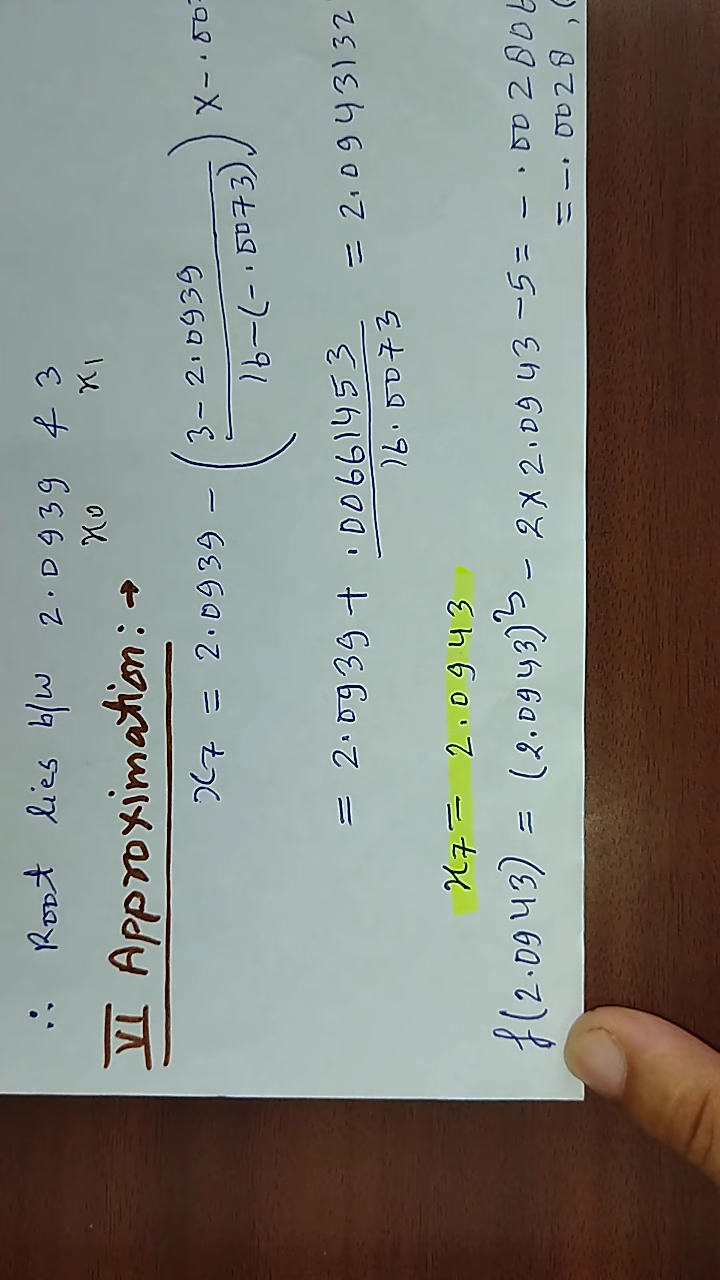 ∴ Root lies b/w 2.0939 & 3
x0 x1
VI Approximation:→
x7 = 2.0939 - ( 3 - 2.0939 / 16 - (-.0073) ) x -.00
= 2.0939 + .00661453 / 16.0073 = 2.0943132
x7 = 2.0943
f(2.0943) = (2.0943)³ - 2 x 2.0943 - 5 = -.002806
= -.0028